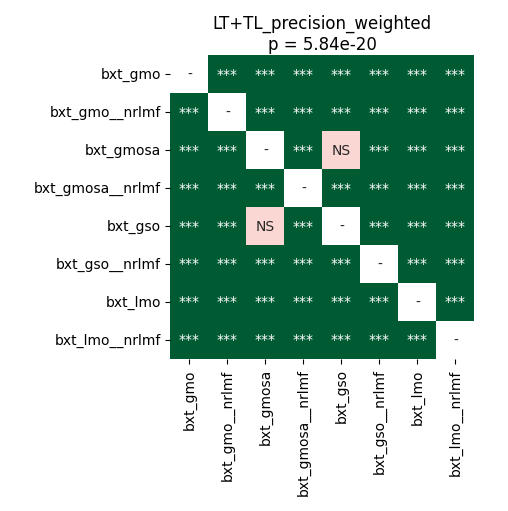 LT+TL_precision_weighted
p = 5.84e-20
bxt_gmo - *** *** *** *** *** *** ***
bxt_gmo__nrlmf *** - *** *** *** *** *** ***
bxt_gmosa *** *** - *** NS *** *** ***
bxt_gmosa__nrlmf *** *** *** - *** *** *** ***
bxt_gso *** *** NS *** - *** *** ***
bxt_gso__nrlmf *** *** *** *** *** - *** ***
bxt_lmo *** *** *** *** *** *** - ***
bxt_lmo__nrlmf *** *** *** *** *** *** *** -
bxt_gmo
bxt_gmo__nrlmf
bxt_gmosa
bxt_gmosa__nrlmf
bxt_gso
bxt_gso__nrlmf
bxt_lmo
bxt_lmo__nrlmf